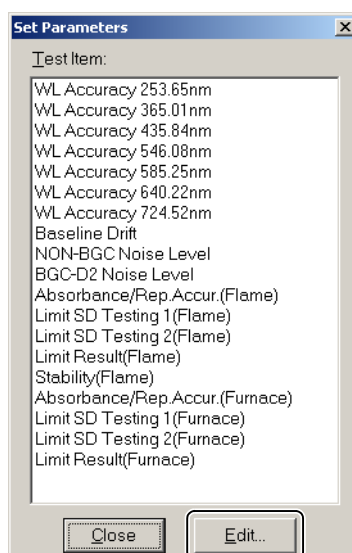 Set Parameters
Test Item:
WL Accuracy 253.65nm
WL Accuracy 365.01nm
WL Accuracy 435.84nm
WL Accuracy 546.08nm
WL Accuracy 585.25nm
WL Accuracy 640.22nm
WL Accuracy 724.52nm
Baseline Drift
NON-BGC Noise Level
BGC-D2 Noise Level
Absorbance/Rep.Accur.(Flame)
Limit SD Testing 1(Flame)
Limit SD Testing 2(Flame)
Limit Result(Flame)
Stability(Flame)
Absorbance/Rep.Accur.(Furnace)
Limit SD Testing 1(Furnace)
Limit SD Testing 2(Furnace)
Limit Result(Furnace)
Close Edit...